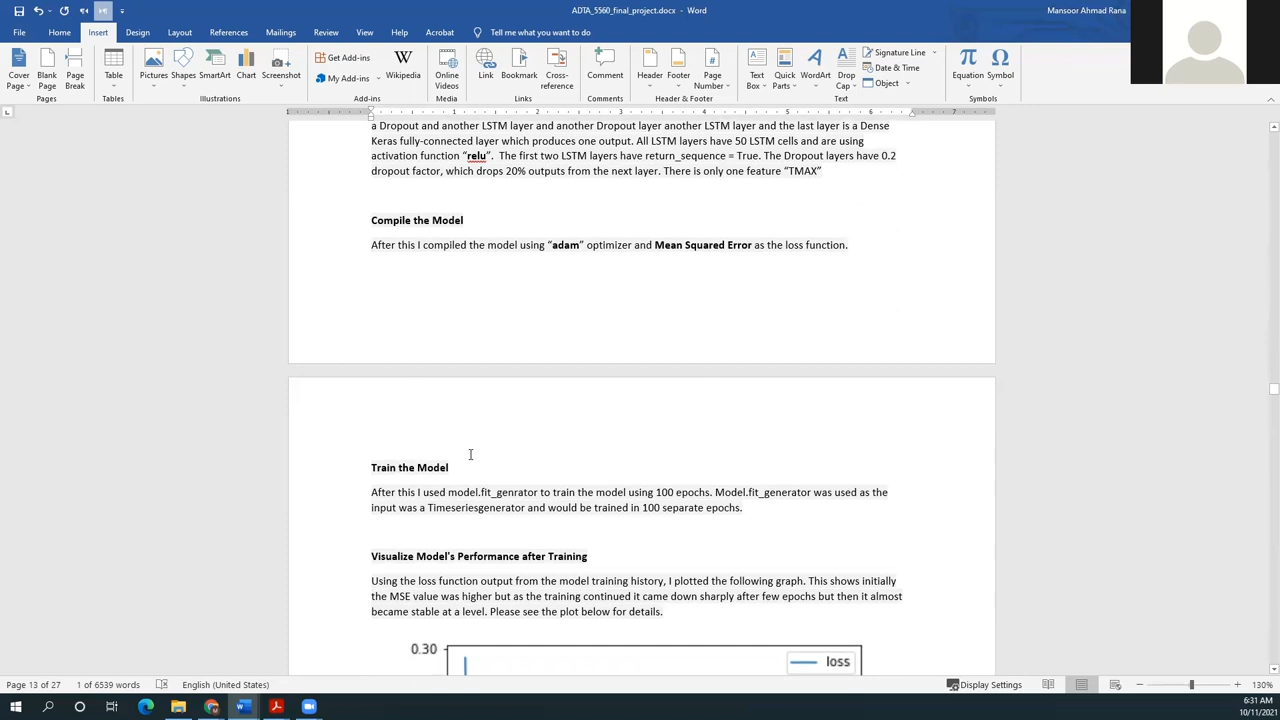 ADTA_5560_final_project.docx - Word
Mansoor Ahmad Rana
File Home Insert Design Layout References Mailings Review View Help Acrobat Tell me what you want to do
Cover Page
Blank Page
Page Break
Pages
Table
Tables
Pictures
Shapes
SmartArt
Chart
Screenshot
Illustrations
Get Add-ins
My Add-ins
Wikipedia
Add-ins
Online Videos
Media
Link
Bookmark
Cross-reference
Links
Comment
Comments
Header
Footer
Page Number
Header & Footer
Text Box
Quick Parts
WordArt
Drop Cap
Signature Line
Date & Time
Object
Text
Equation
Symbol
Symbols
1 1 2 3 4 5 6 7
a Dropout and another LSTM layer and another Dropout layer another LSTM layer and the last layer is a Dense
Keras fully-connected layer which produces one output. All LSTM layers have 50 LSTM cells and are using
activation function “relu”. The first two LSTM layers have return_sequence = True. The Dropout layers have 0.2
dropout factor, which drops 20% outputs from the next layer. There is only one feature “TMAX”
Compile the Model
After this I compiled the model using “adam” optimizer and Mean Squared Error as the loss function.
Train the Model
After this I used model.fit_genrator to train the model using 100 epochs. Model.fit_generator was used as the
input was a Timeseriesgenerator and would be trained in 100 separate epochs.
Visualize Model's Performance after Training
Using the loss function output from the model training history, I plotted the following graph. This shows initially
the MSE value was higher but as the training continued it came down sharply after few epochs but then it almost
became stable at a level. Please see the plot below for details.
0.30
loss
Page 13 of 27 1 of 6539 words English (United States) Display Settings 130%
6:31 AM
10/11/2021